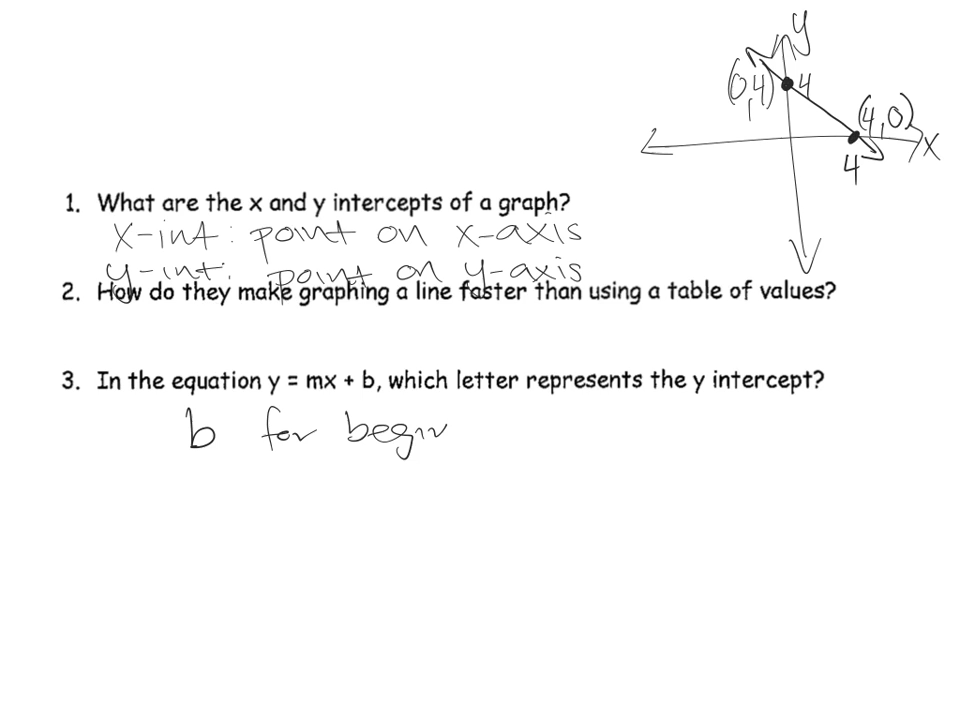 y
(0,4) 4
(4,0)
x
4
1. What are the x and y intercepts of a graph?
x-int: point on x-axis
y-int: point on y-axis
2. How do they make graphing a line faster than using a table of values?
3. In the equation y = mx + b, which letter represents the y intercept?
b for begin